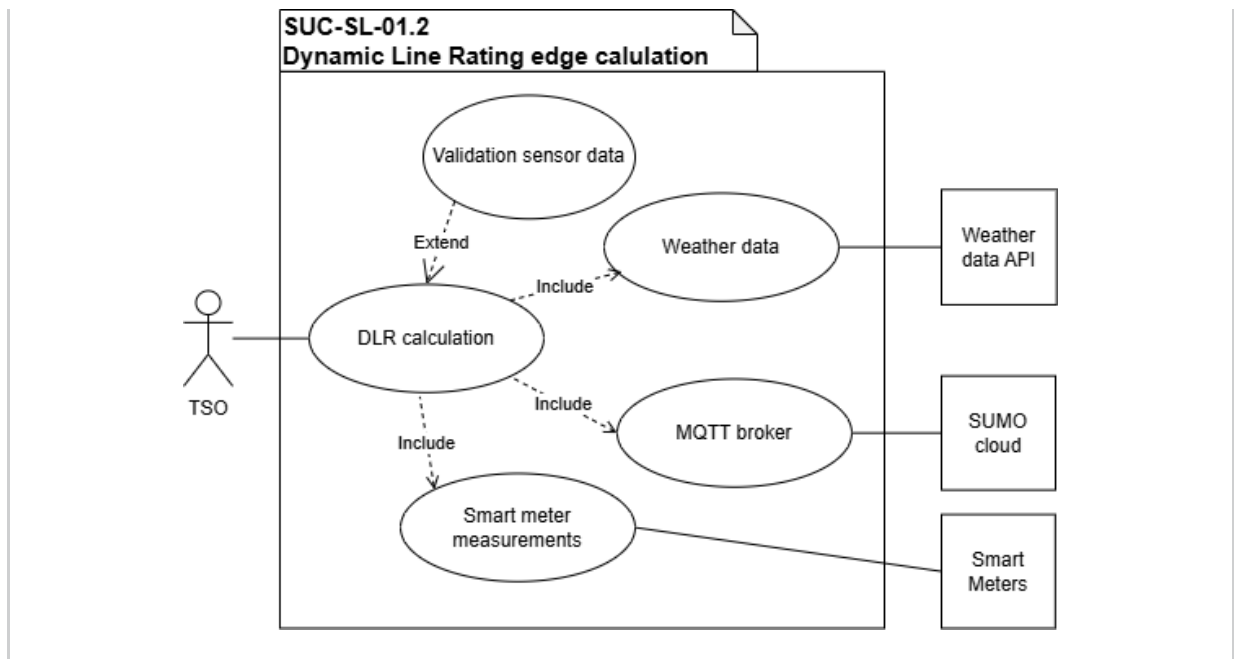 SUC-SL-01.2
Dynamic Line Rating edge calulation
Validation sensor data
Extend
Weather data
Weather
data API
Include
DLR calculation
TSO
Include
MQTT broker
SUMO
cloud
Include
Smart meter
measurements
Smart
Meters